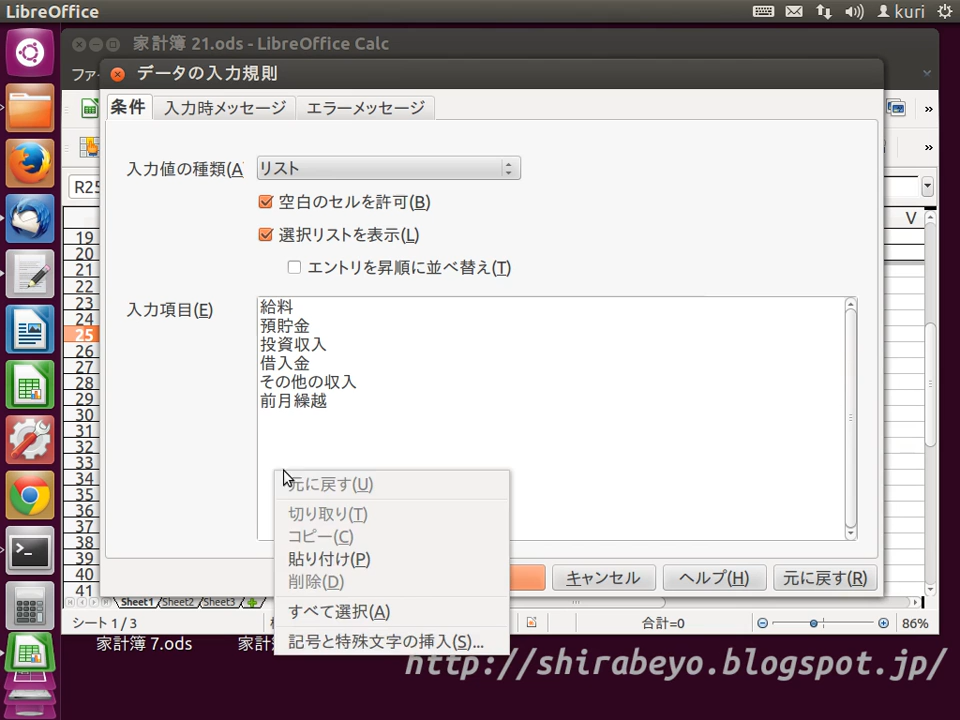 LibreOffice
kuri
家計簿 21.ods - LibreOffice Calc
ファ
データの入力規則
条件
入力時メッセージ
エラーメッセージ
»
»
入力値の種類(A
リスト
R25
V
空白のセルを許可(B)
選択リストを表示(L)
エントリを昇順に並べ替え(T)
入力項目(E)
給料
預貯金
投資収入
借入金
その他の収入
前月繰越
19
20
21
22
23
24
25
26
27
28
29
30
31
32
33
34
35
36
37
38
39
40
41
元に戻す(U)
切り取り(T)
コピー(C)
貼り付け(P)
削除(D)
すべて選択(A)
記号と特殊文字の挿入(S)...
キャンセル
ヘルプ(H)
元に戻す(R)
Sheet1
Sheet2
Sheet3
シート 1 / 3
合計=0
86%
家計簿 7.ods
家計
http://shirabeyo.blogspot.jp/